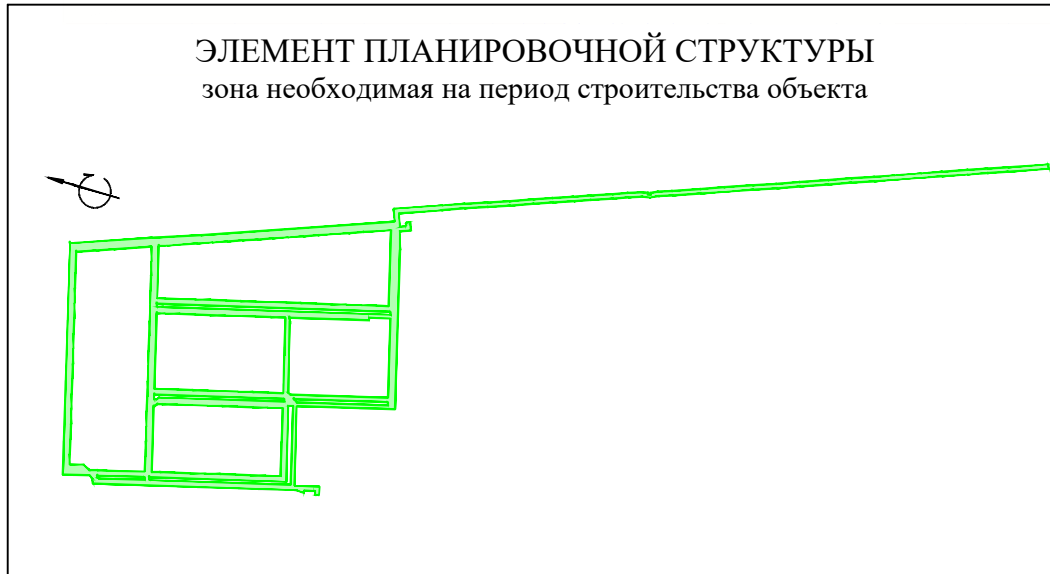 ЭЛЕМЕНТ ПЛАНИРОВОЧНОЙ СТРУКТУРЫ
зона необходимая на период строительства объекта
С